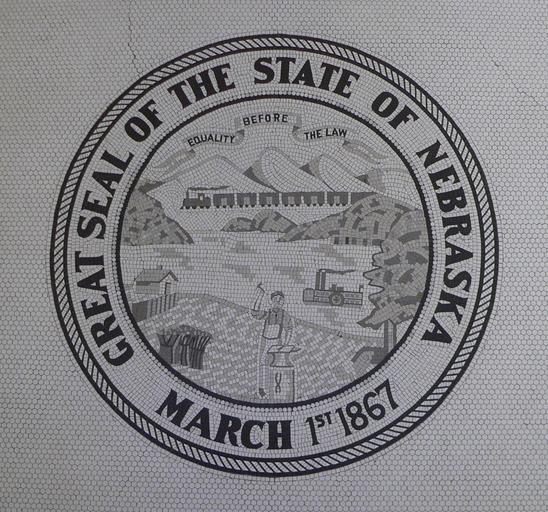 GREAT SEAL OF THE STATE OF NEBRASKA
EQUALITY BEFORE THE LAW
MARCH 1ST 1867